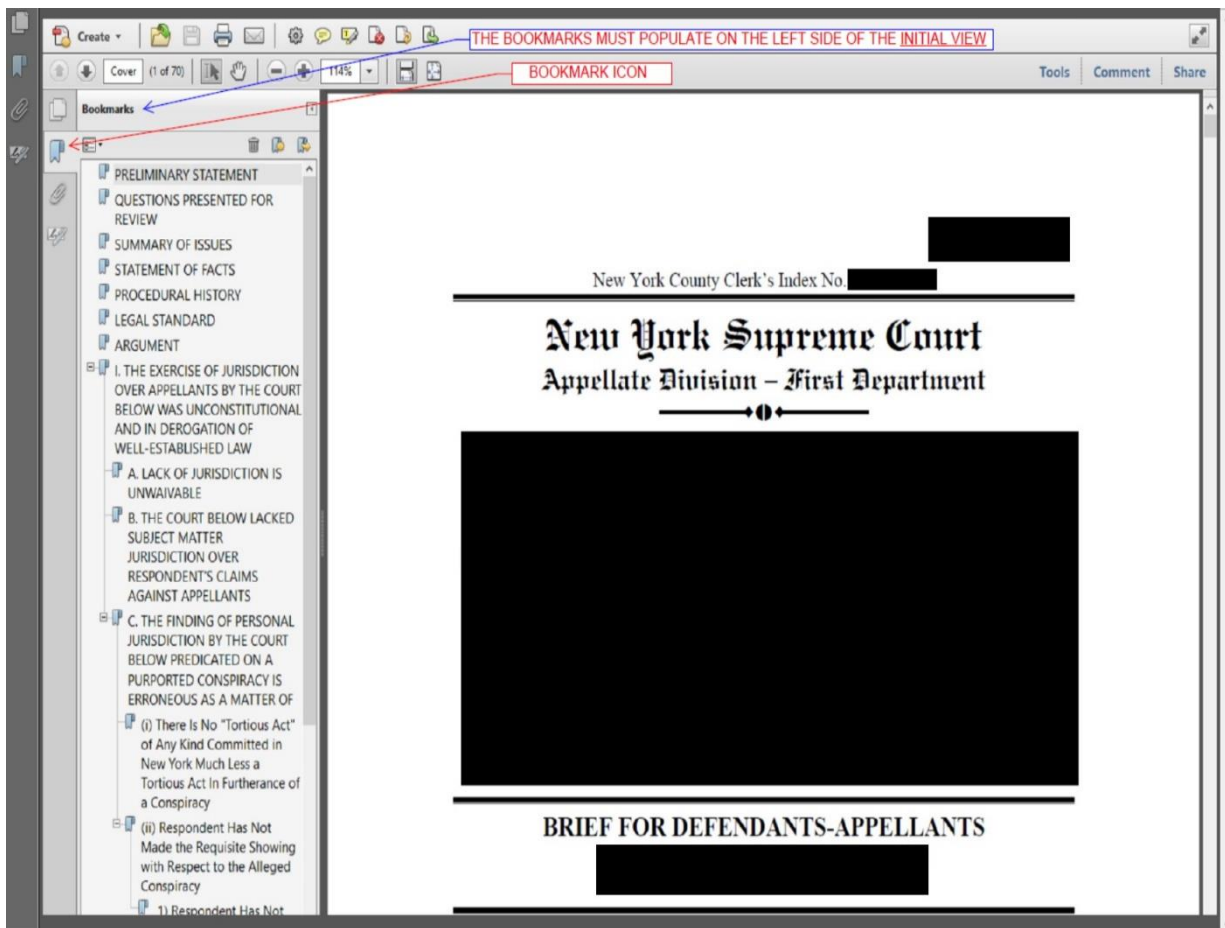 Create
THE BOOKMARKS MUST POPULATE ON THE LEFT SIDE OF THE INITIAL VIEW
Cover (1 of 70) 114%
BOOKMARK ICON
Tools Comment Share
Bookmarks
PRELIMINARY STATEMENT
QUESTIONS PRESENTED FOR
REVIEW
SUMMARY OF ISSUES
STATEMENT OF FACTS
PROCEDURAL HISTORY
LEGAL STANDARD
ARGUMENT
I. THE EXERCISE OF JURISDICTION
OVER APPELLANTS BY THE COURT
BELOW WAS UNCONSTITUTIONAL
AND IN DEROGATION OF
WELL-ESTABLISHED LAW
A. LACK OF JURISDICTION IS
UNWAIVABLE
B. THE COURT BELOW LACKED
SUBJECT MATTER
JURISDICTION OVER
RESPONDENT'S CLAIMS
AGAINST APPELLANTS
C. THE FINDING OF PERSONAL
JURISDICTION BY THE COURT
BELOW PREDICATED ON A
PURPORTED CONSPIRACY IS
ERRONEOUS AS A MATTER OF
(i) There Is No "Tortious Act"
of Any Kind Committed in
New York Much Less a
Tortious Act In Furtherance of
a Conspiracy
(ii) Respondent Has Not
Made the Requisite Showing
with Respect to the Alleged
Conspiracy
1) Respondent Has Not
New York County Clerk's Index No.
New York Supreme Court
Appellate Division – First Department
BRIEF FOR DEFENDANTS-APPELLANTS